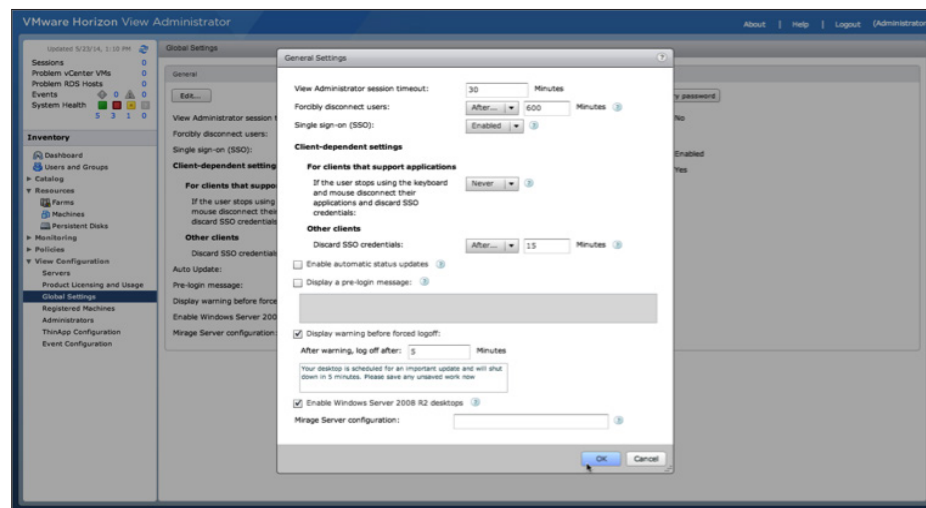 VMware Horizon View Administrator
About | Help | Logout (Administrator
Updated 5/23/14, 1:10 PM
Sessions 0
Problem vCenter VMs 0
Problem RDS Hosts 0
Events 0 0 0
System Health
5 3 1 0
Inventory
Dashboard
Users and Groups
Catalog
Resources
Farms
Machines
Persistent Disks
Monitoring
Policies
View Configuration
Servers
Product Licensing and Usage
Global Settings
Registered Machines
Administrators
ThinApp Configuration
Event Configuration
Global Settings
General
Edit...
View Administrator session t
Forcibly disconnect users:
Single sign-on (SSO):
Client-dependent setting
For clients that suppo
If the user stops using
mouse disconnect thei
discard SSO credentials
Other clients
Discard SSO credential
Auto Update:
Pre-login message:
Display warning before force
Enable Windows Server 200
Mirage Server configuration:
ry password
No
Enabled
Yes
General Settings
View Administrator session timeout: 30 Minutes
Forcibly disconnect users: After... 600 Minutes
Single sign-on (SSO): Enabled
Client-dependent settings
For clients that support applications
If the user stops using the keyboard Never
and mouse disconnect their
applications and discard SSO
credentials:
Other clients
Discard SSO credentials: After... 15 Minutes
Enable automatic status updates
Display a pre-login message:
Display warning before forced logoff:
After warning, log off after: 5 Minutes
Your desktop is scheduled for an important update and will shut
down in 5 minutes. Please save any unsaved work now
Enable Windows Server 2008 R2 desktops
Mirage Server configuration:
OK Cancel